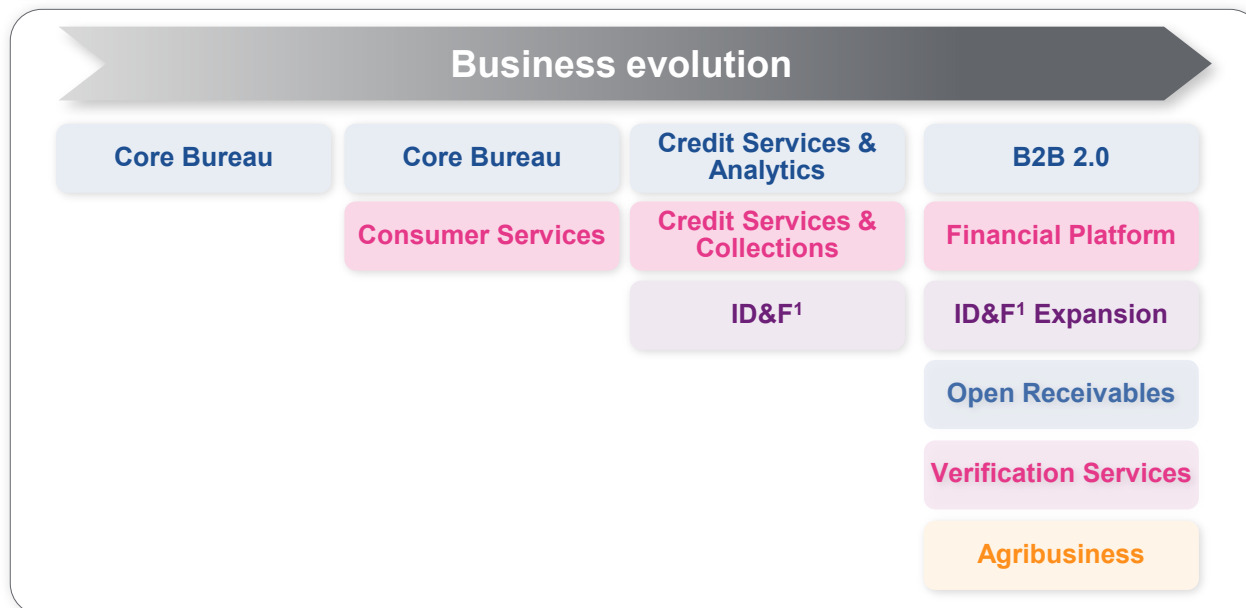 Business evolution
Core Bureau
Core Bureau
Credit Services &
Analytics
B2B 2.0
Consumer Services
Credit Services &
Collections
Financial Platform
ID&F¹
ID&F¹ Expansion
Open Receivables
Verification Services
Agribusiness